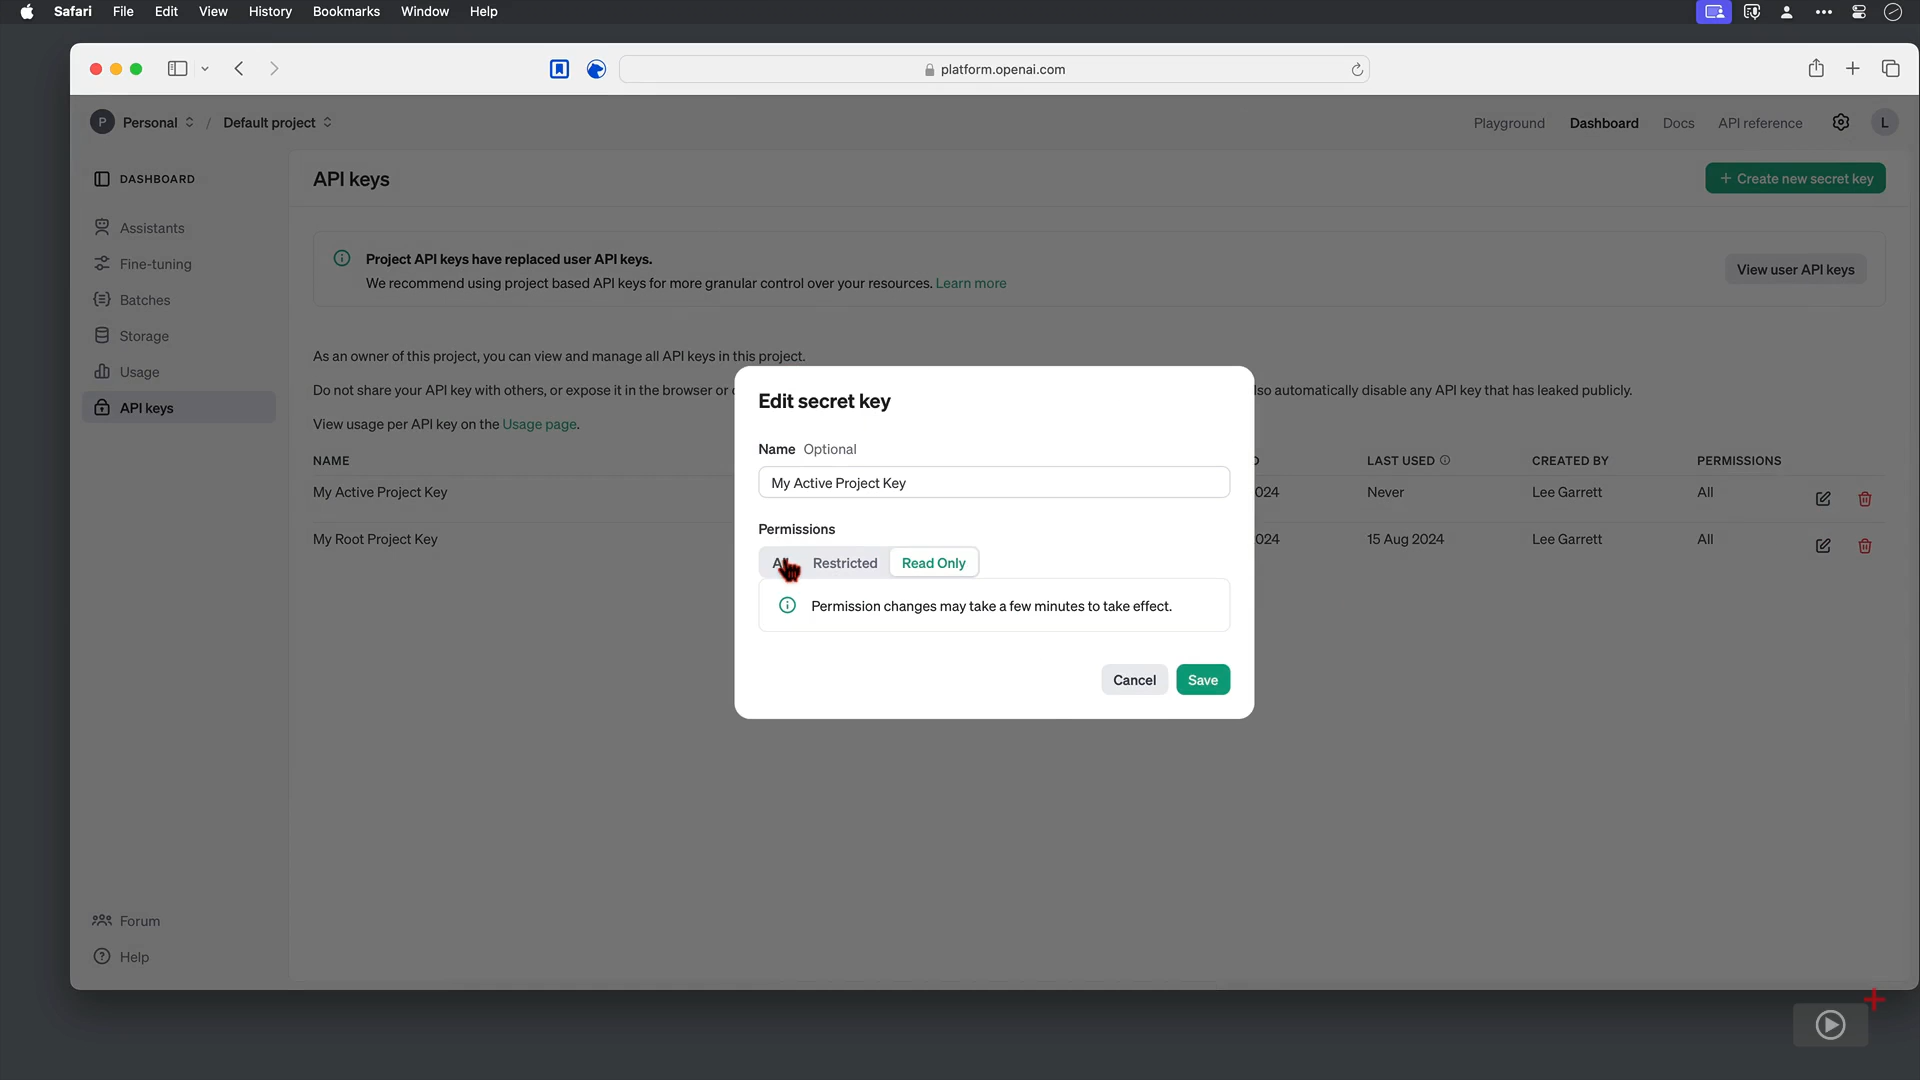 Safari File Edit View History Bookmarks Window Help
platform.openai.com
P Personal / Default project
Playground Dashboard Docs API reference L
DASHBOARD
Assistants
Fine-tuning
Batches
Storage
Usage
API keys
Forum
Help
API keys
+ Create new secret key
Project API keys have replaced user API keys.
We recommend using project based API keys for more granular control over your resources. Learn more
View user API keys
As an owner of this project, you can view and manage all API keys in this project.
Do not share your API key with others, or expose it in the browser or lso automatically disable any API key that has leaked publicly.
View usage per API key on the Usage page.
NAME LAST USED CREATED BY PERMISSIONS
My Active Project Key 024 Never Lee Garrett All
My Root Project Key 024 15 Aug 2024 Lee Garrett All
Edit secret key
Name Optional
My Active Project Key
Permissions
Restricted Read Only
Permission changes may take a few minutes to take effect.
Cancel Save